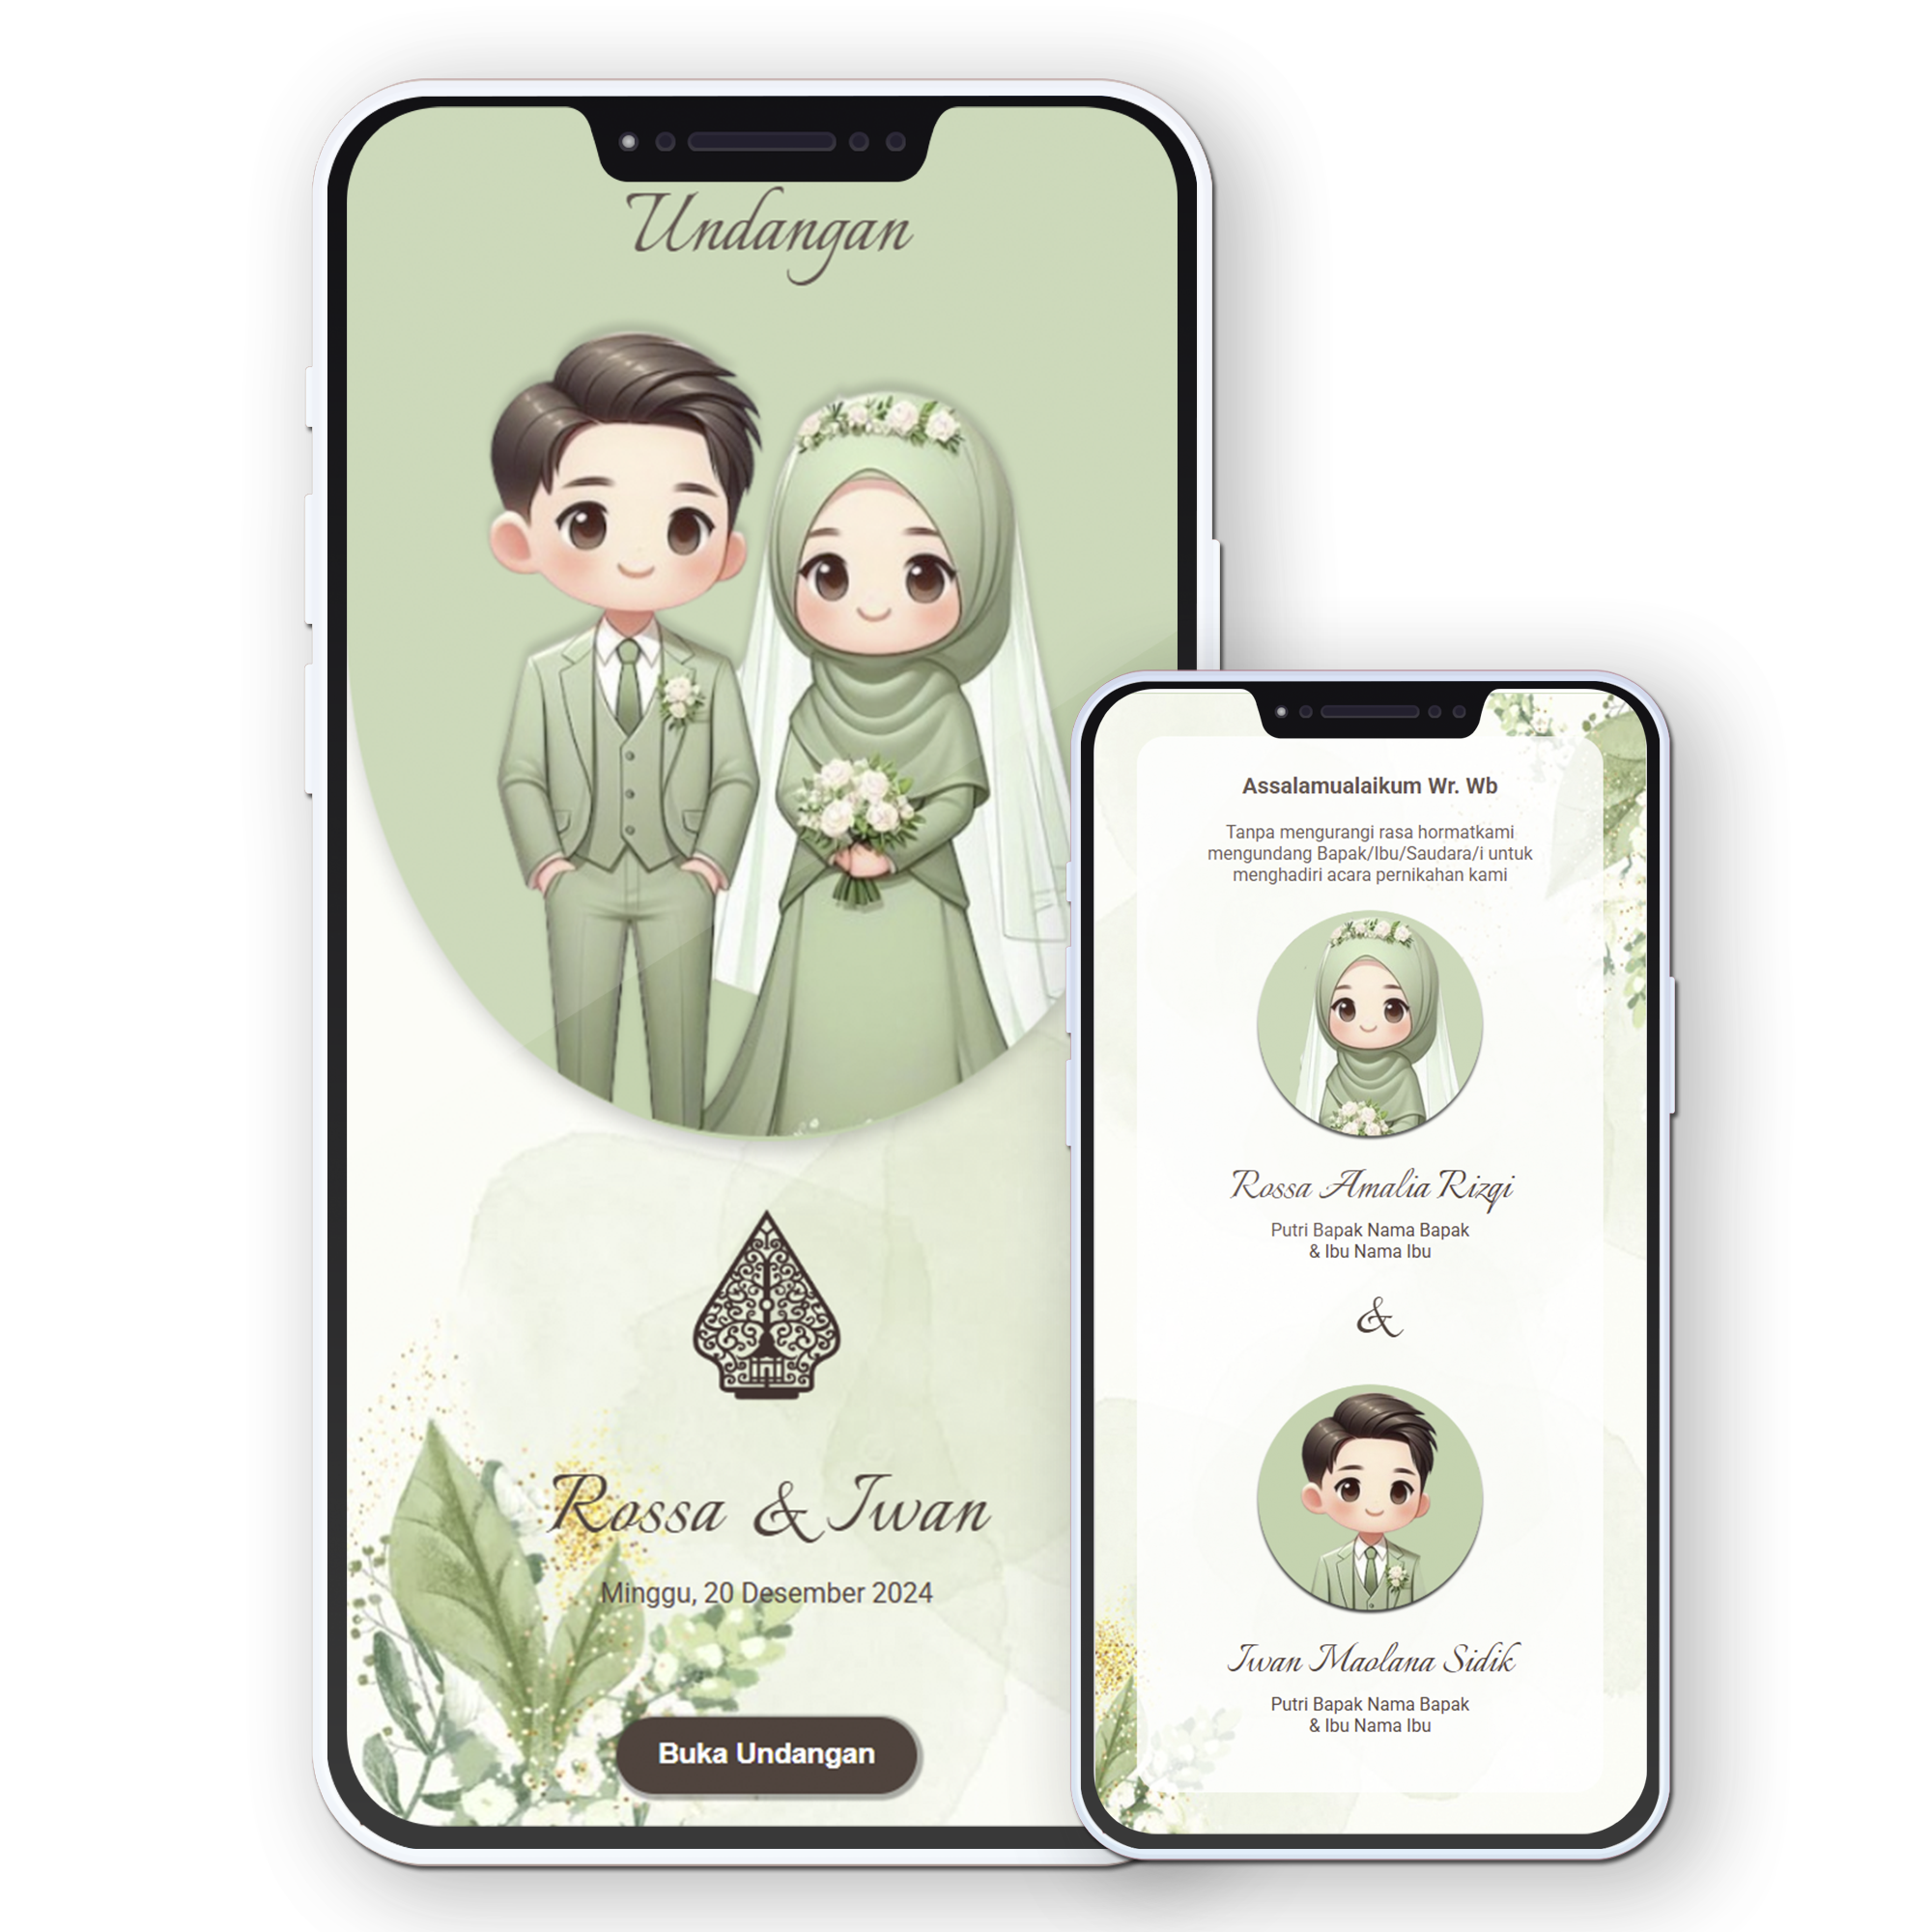 Undangan
Rossa & Iwan
Minggu, 20 Desember 2024
Buka Undangan
Assalamualaikum Wr. Wb
Tanpa mengurangi rasa hormatkami
mengundang Bapak/Ibu/Saudara/i untuk
menghadiri acara pernikahan kami
Rossa Amalia Rizqi
Putri Bapak Nama Bapak
& Ibu Nama Ibu
&
Iwan Maolana Sidik
Putri Bapak Nama Bapak
& Ibu Nama Ibu